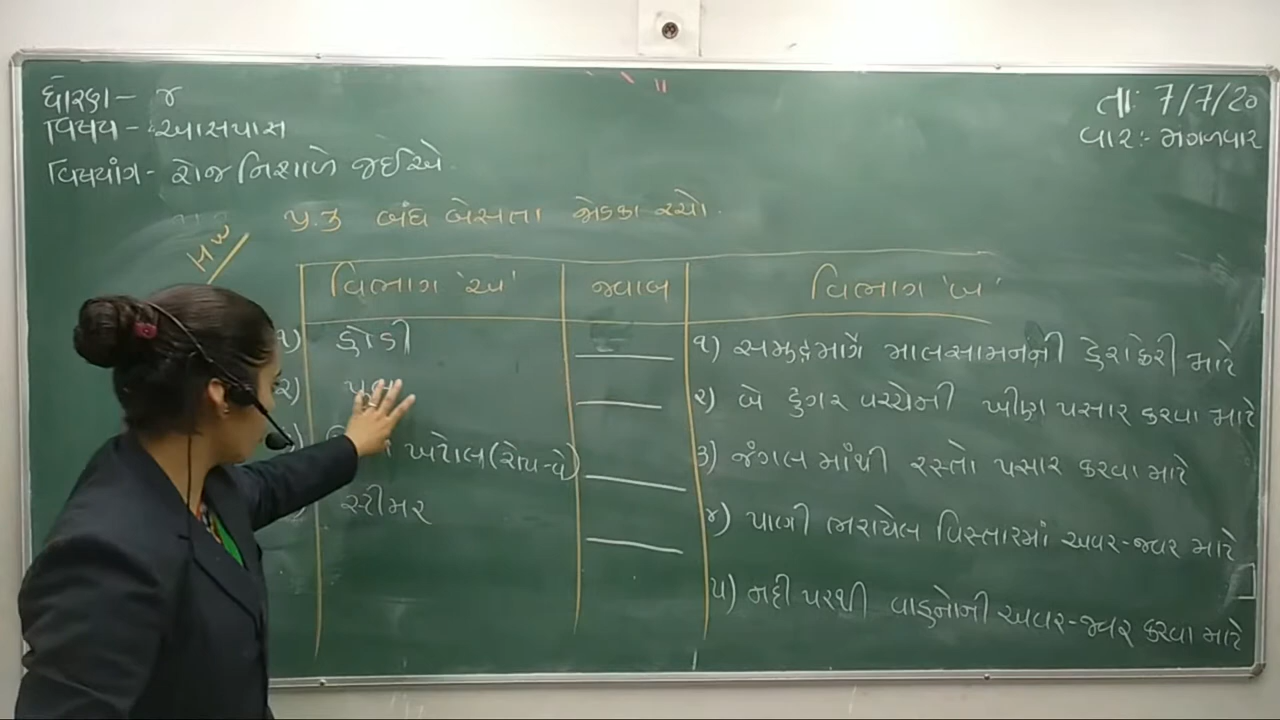 ધોરણ - ૪
વિષય - આસપાસ
વિષયાંગ - રોજ નિશાળે જઈએ.
તા: 7/7/20
વાર:- મંગળવાર
પ્ર.૩ બંધ બેસતા જોડકા રચો.
HW
વિભાગ 'અ' જવાબ વિભાગ 'બ'
૧) હોડી ૧) સમુદ્રમાર્ગે માલસામાનની હેરાફેરી માટે
૨) પુલ ૨) બે ડુંગર વચ્ચેની ખીણ પસાર કરવા માટે
ખટોલા (રોપ-વે) ૩) જંગલ માંથી રસ્તો પસાર કરવા માટે
સ્ટીમર ૪) પાણી ભરાયેલ વિસ્તારમાં અવર-જવર માટે
૫) નદી પરથી વાહનોની અવર-જવર કરવા માટે